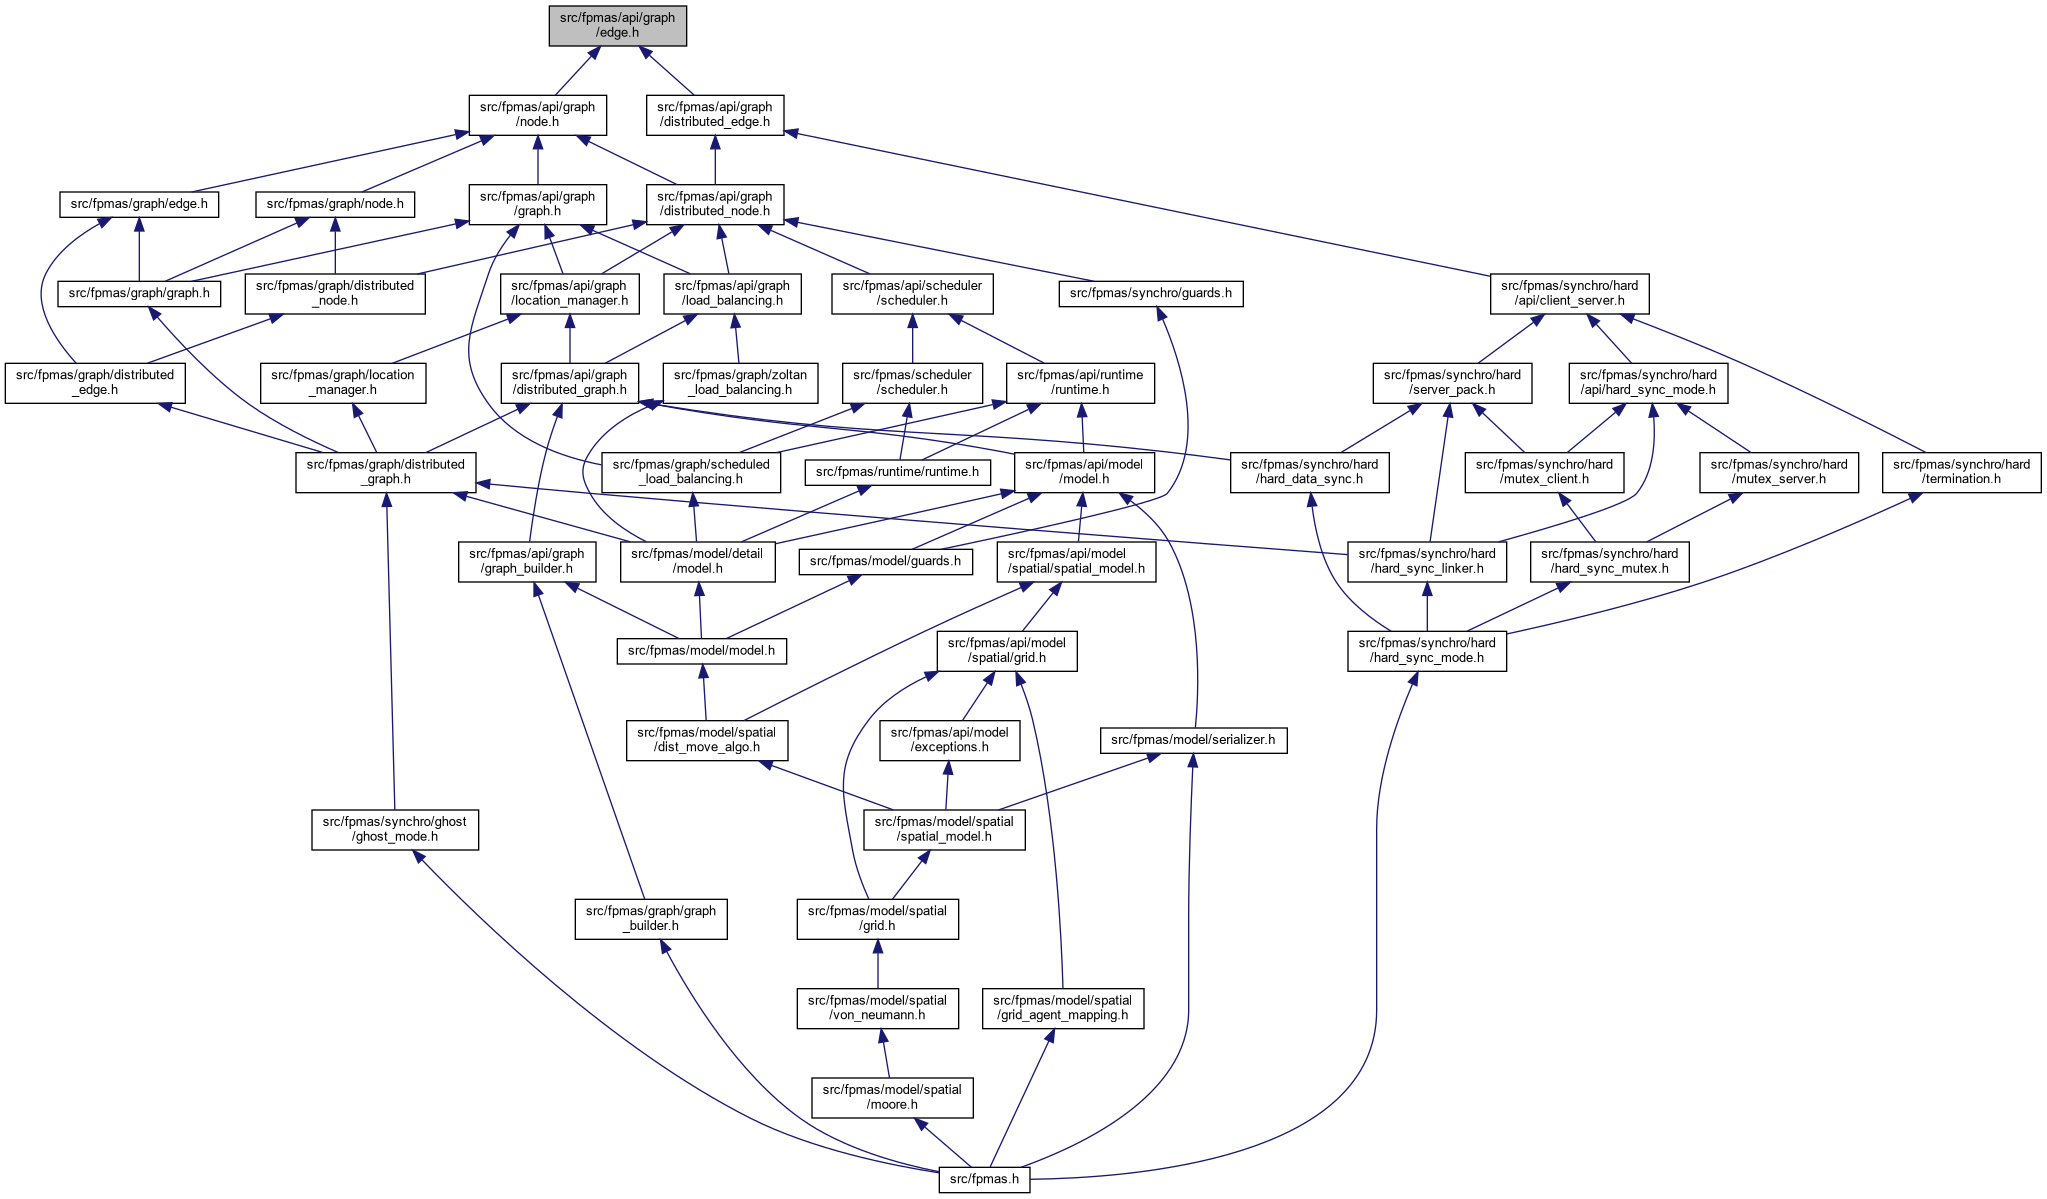 src/fpmas/api/graph
/edge.h
src/fpmas/api/graph
/node.h
src/fpmas/api/graph
/distributed_edge.h
src/fpmas/graph/edge.h
src/fpmas/graph/node.h
src/fpmas/api/graph
/graph.h
src/fpmas/api/graph
/distributed_node.h
src/fpmas/graph/graph.h
src/fpmas/graph/distributed
_node.h
src/fpmas/api/graph
/location_manager.h
src/fpmas/api/graph
/load_balancing.h
src/fpmas/api/scheduler
/scheduler.h
src/fpmas/synchro/guards.h
src/fpmas/synchro/hard
/api/client_server.h
src/fpmas/graph/distributed
_edge.h
src/fpmas/graph/location
_manager.h
src/fpmas/api/graph
/distributed_graph.h
src/fpmas/graph/zoltan
_load_balancing.h
src/fpmas/scheduler
/scheduler.h
src/fpmas/api/runtime
/runtime.h
src/fpmas/synchro/hard
/server_pack.h
src/fpmas/synchro/hard
/api/hard_sync_mode.h
src/fpmas/graph/distributed
_graph.h
src/fpmas/graph/scheduled
_load_balancing.h
src/fpmas/runtime/runtime.h
src/fpmas/api/model
/model.h
src/fpmas/synchro/hard
/hard_data_sync.h
src/fpmas/synchro/hard
/mutex_client.h
src/fpmas/synchro/hard
/mutex_server.h
src/fpmas/synchro/hard
/termination.h
src/fpmas/api/graph
/graph_builder.h
src/fpmas/model/detail
/model.h
src/fpmas/model/guards.h
src/fpmas/api/model
/spatial/spatial_model.h
src/fpmas/synchro/hard
/hard_sync_linker.h
src/fpmas/synchro/hard
/hard_sync_mutex.h
src/fpmas/model/model.h
src/fpmas/api/model
/spatial/grid.h
src/fpmas/synchro/hard
/hard_sync_mode.h
src/fpmas/model/spatial
/dist_move_algo.h
src/fpmas/api/model
/exceptions.h
src/fpmas/model/serializer.h
src/fpmas/synchro/ghost
/ghost_mode.h
src/fpmas/model/spatial
/spatial_model.h
src/fpmas/graph/graph
_builder.h
src/fpmas/model/spatial
/grid.h
src/fpmas/model/spatial
/von_neumann.h
src/fpmas/model/spatial
/grid_agent_mapping.h
src/fpmas/model/spatial
/moore.h
src/fpmas.h